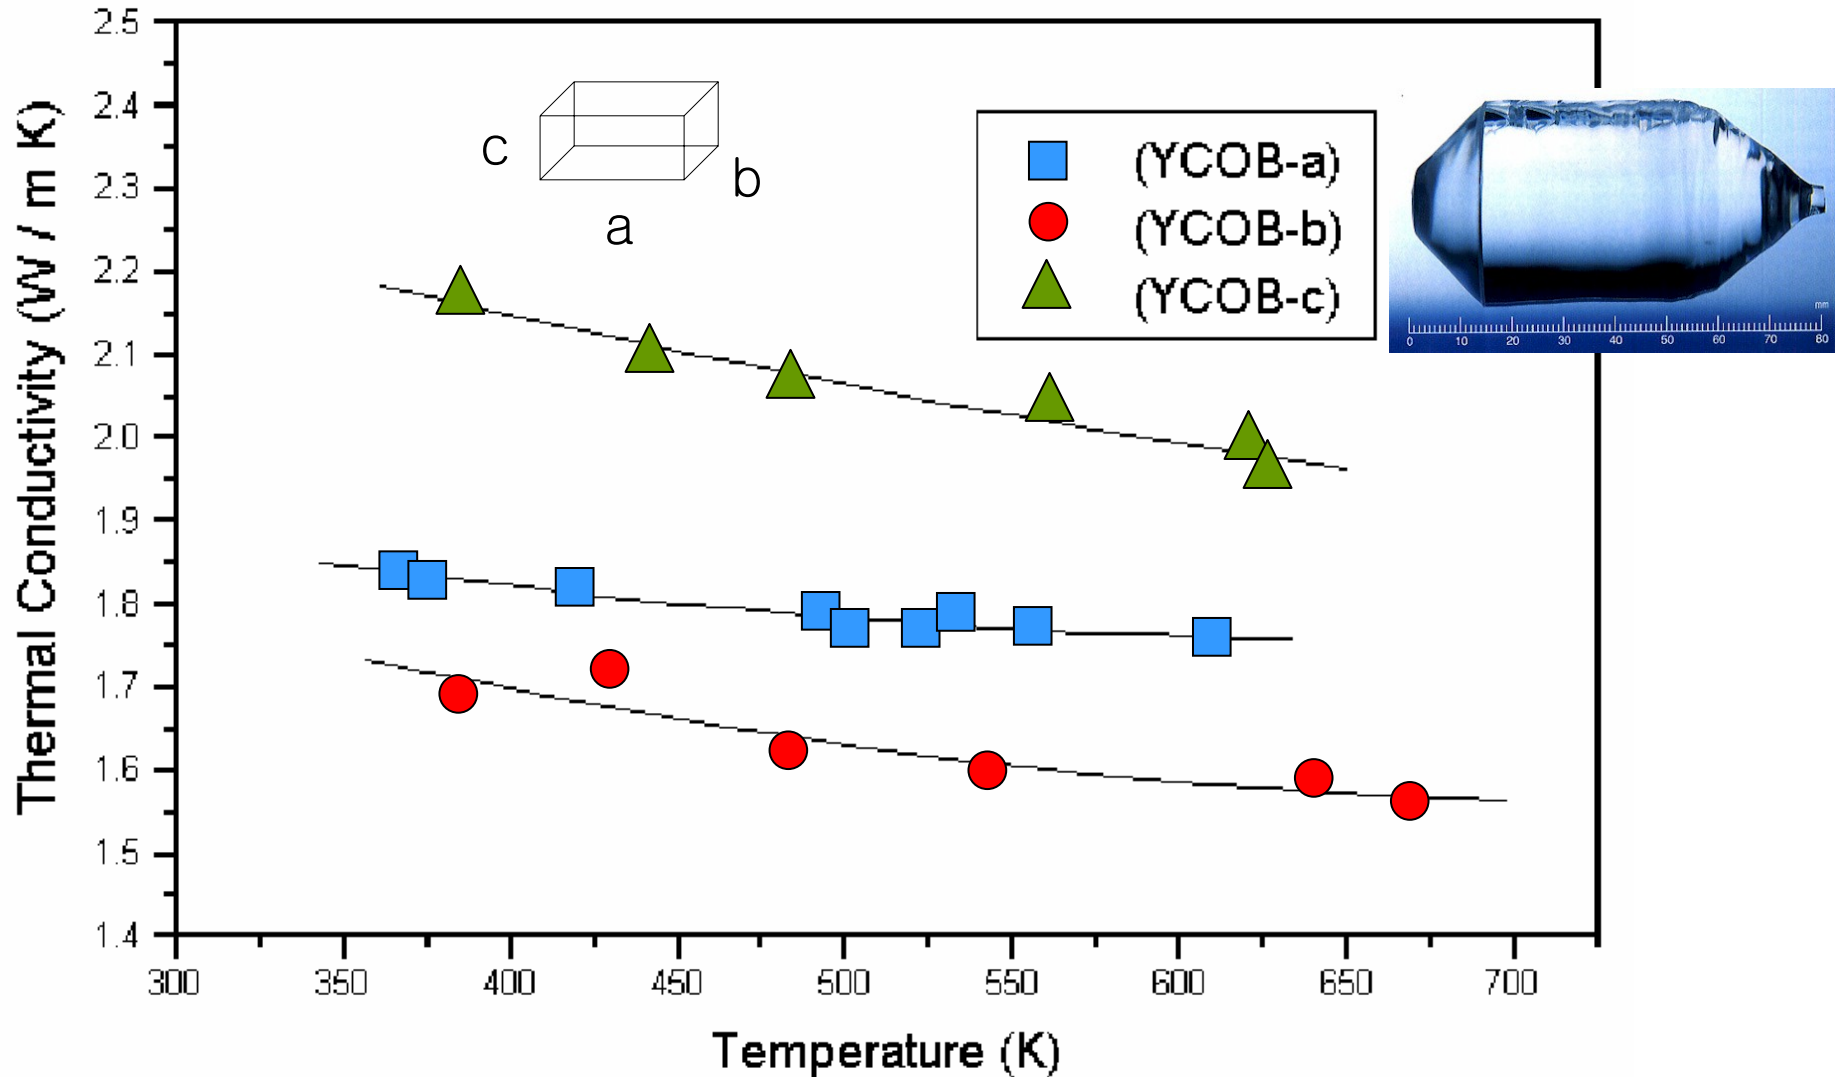 Thermal Conductivity (W / m K)
2.5
2.4
2.3
2.2
2.1
2.0
1.9
1.8
1.7
1.6
1.5
1.4
c
b
a
(YCOB-a)
(YCOB-b)
(YCOB-c)
mm
0 10 20 30 40 50 60 70 80
300 350 400 450 500 550 600 650 700
Temperature (K)